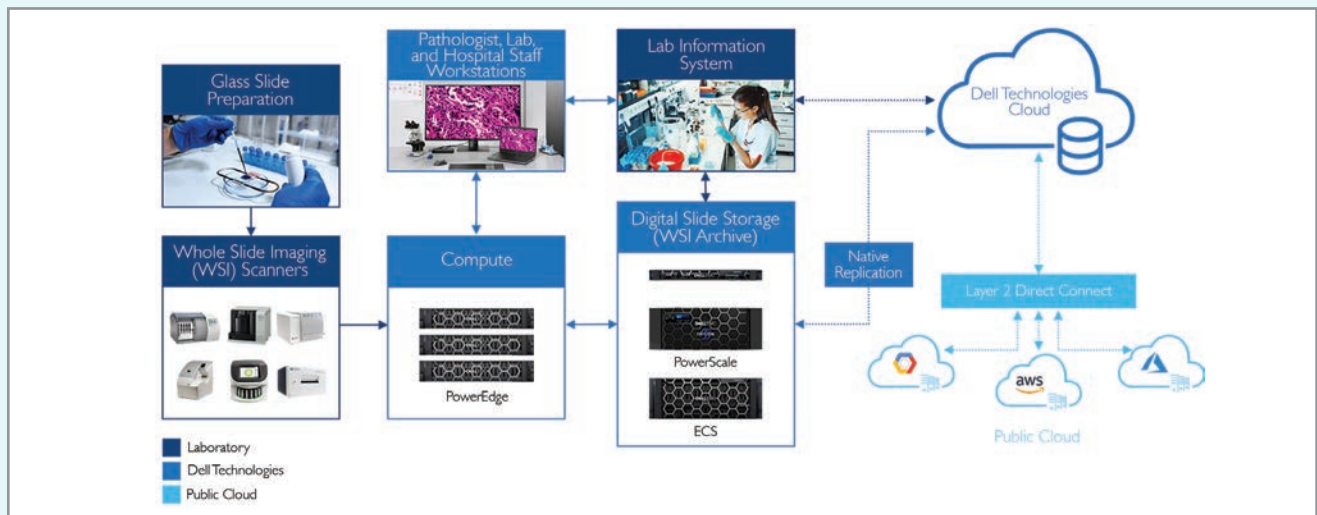 Glass Slide
Preparation
Pathologist, Lab,
and Hospital Staff
Workstations
Lab Information
System
Dell Technologies
Cloud
Whole Slide Imaging
(WSI) Scanners
Compute
PowerEdge
Digital Slide Storage
(WSI Archive)
PowerScale
ECS
Native
Replication
Layer 2 Direct Connect
aws
Public Cloud
Laboratory
Dell Technologies
Public Cloud